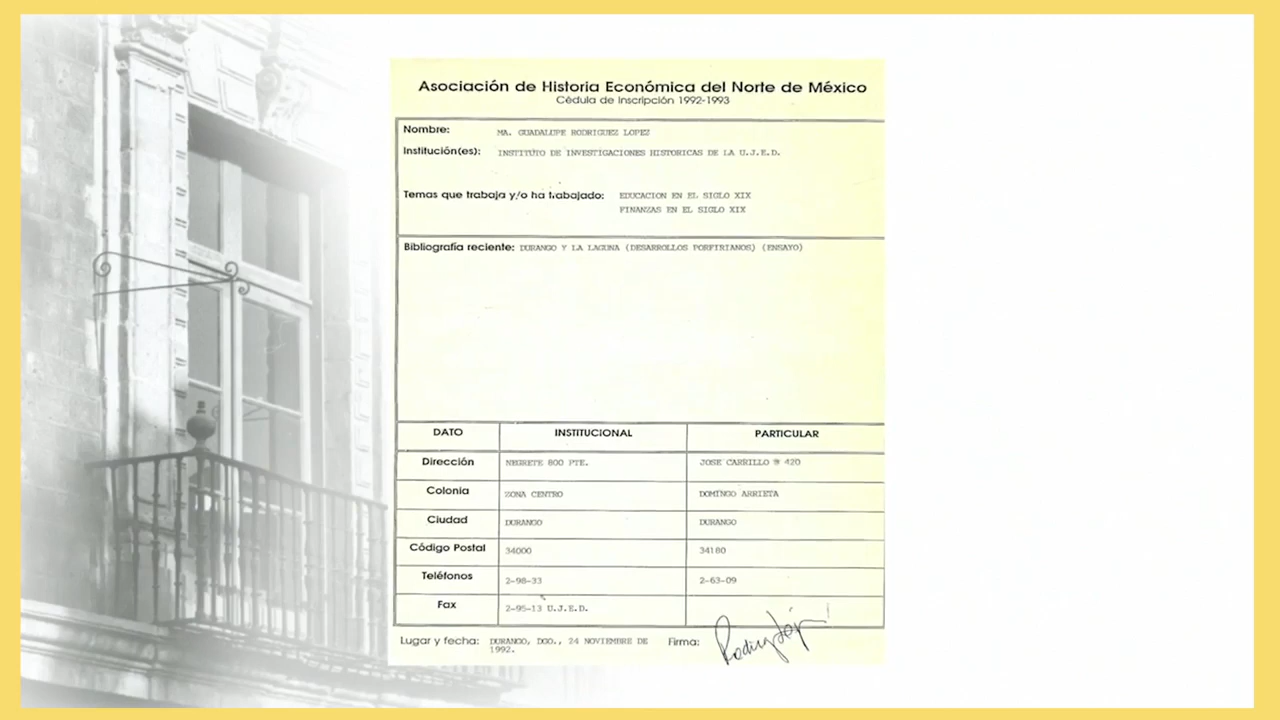 Asociación de Historia Económica del Norte de México
Cédula de Inscripción 1992-1993
Nombre: MA. GUADALUPE RODRIGUEZ LOPEZ
Institución(es): INSTITUTO DE INVESTIGACIONES HISTORICAS DE LA U.J.E.D.
Temas que trabaja y/o ha trabajado: EDUCACION EN EL SIGLO XIX
FINANZAS EN EL SIGLO XIX
Bibliografía reciente: DURANGO Y LA LAGUNA (DESARROLLOS PORFIRIANOS) (ENSAYO)
DATO INSTITUCIONAL PARTICULAR
Dirección NEGRETE 800 PTE. JOSE CARRILLO # 420
Colonia ZONA CENTRO DOMINGO ARRIETA
Ciudad DURANGO DURANGO
Código Postal 34000 34180
Teléfonos 2-98-33 2-63-09
Fax 2-95-13 U.J.E.D.
Lugar y fecha: DURANGO, DGO., 24 NOVIEMBRE DE Firma:
1992.